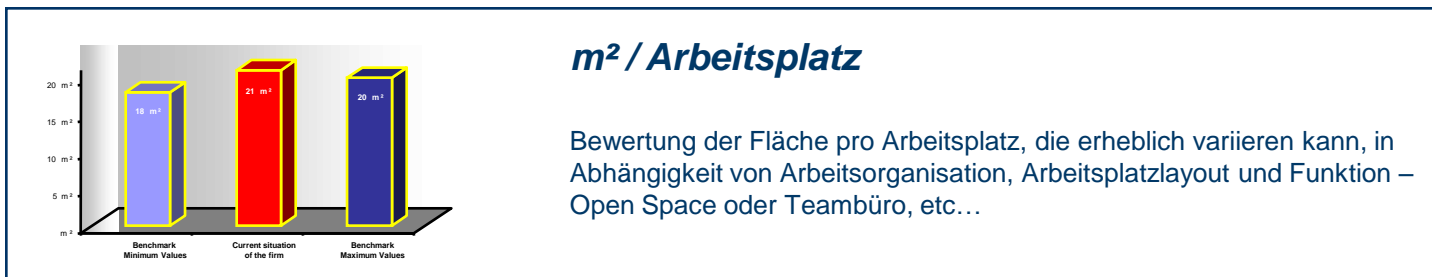 m² / Arbeitsplatz
Bewertung der Fläche pro Arbeitsplatz, die erheblich variieren kann, in
Abhängigkeit von Arbeitsorganisation, Arbeitsplatzlayout und Funktion –
Open Space oder Teambüro, etc…
20 m²
15 m²
10 m²
5 m²
m²
18 m²
21 m²
20 m²
Benchmark
Minimum Values
Current situation
of the firm
Benchmark
Maximum Values